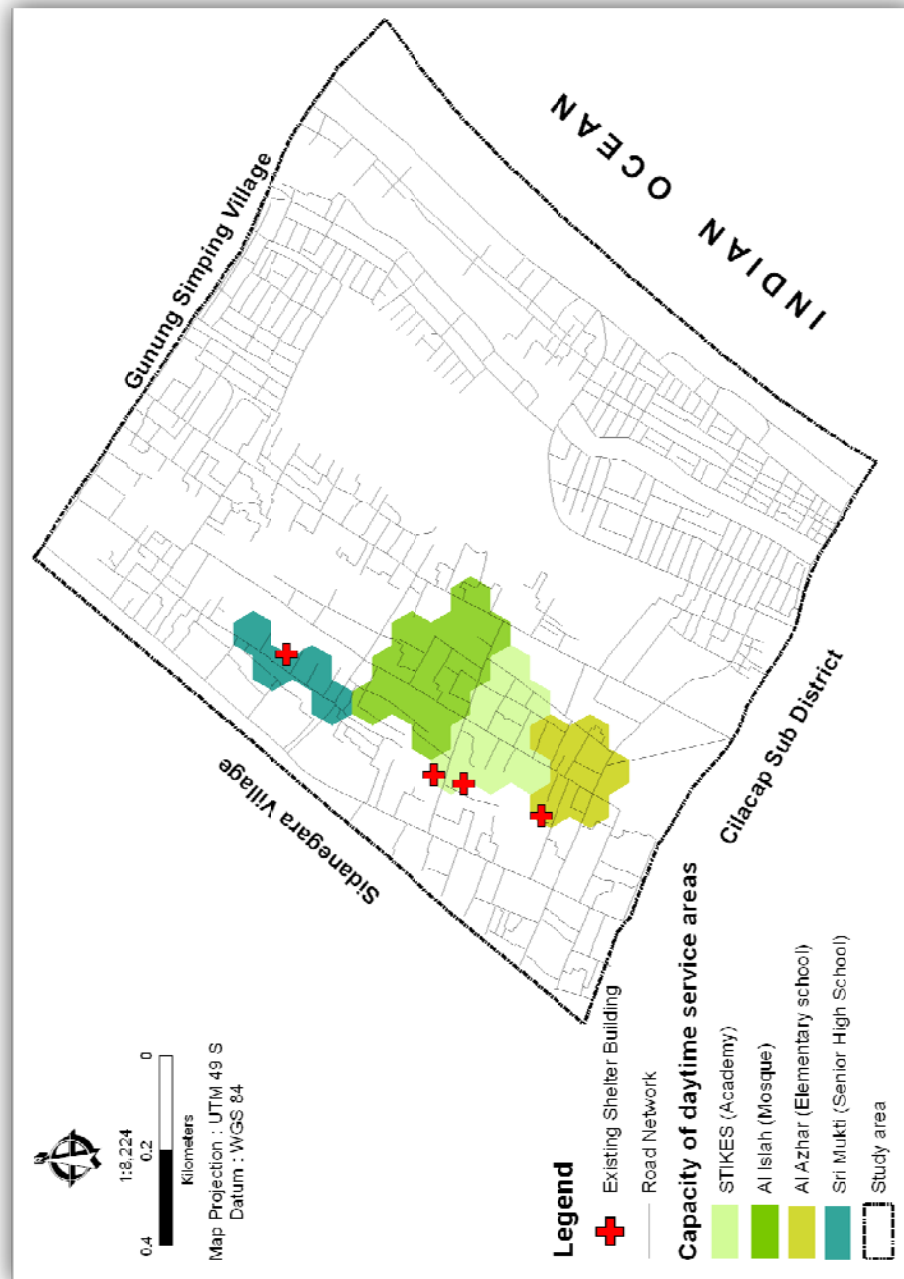 Gunung Simping Village
INDIAN OCEAN
Sidanegara Village
Cilacap Sub District
1:8,224
0.4 0.2 0
Kilometers
Map Projection : UTM 49 S
Datum : WGS 84
Legend
Existing Shelter Building
Road Network
Capacity of daytime service areas
STIKES (Academy)
Al Islah (Mosque)
Al Azhar (Elementary school)
Sri Mukti (Senior High School)
Study area